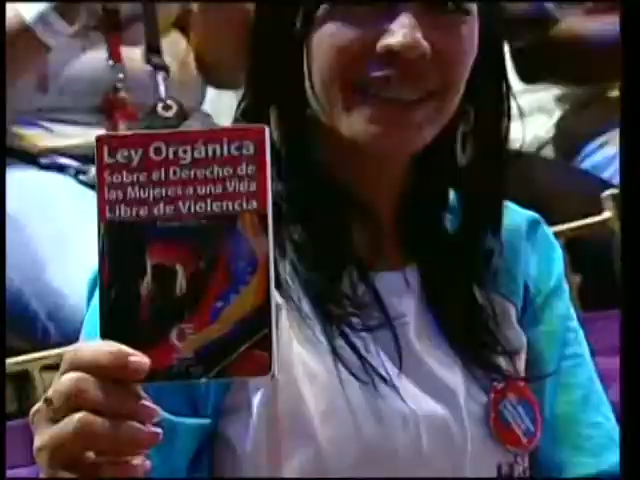 Ley Orgánica
Sobre el Derecho de
las Mujeres a una Vida
Libre de Violencia